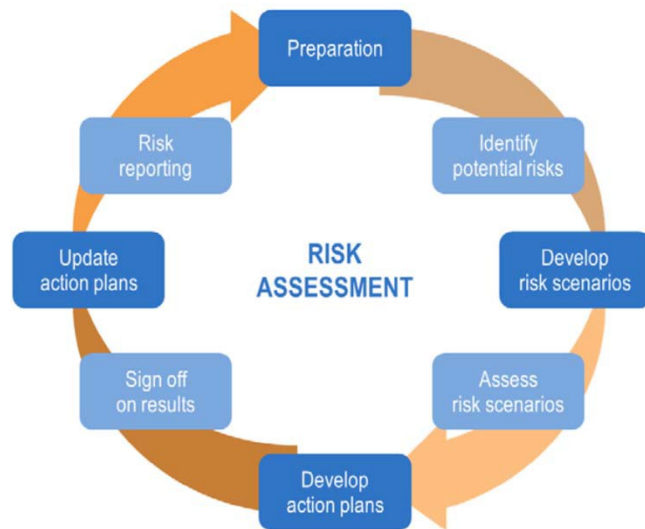 Preparation
Identify
potential risks
Develop
risk scenarios
Assess
risk scenarios
Develop
action plans
Sign off
on results
Update
action plans
Risk
reporting
RISK
ASSESSMENT